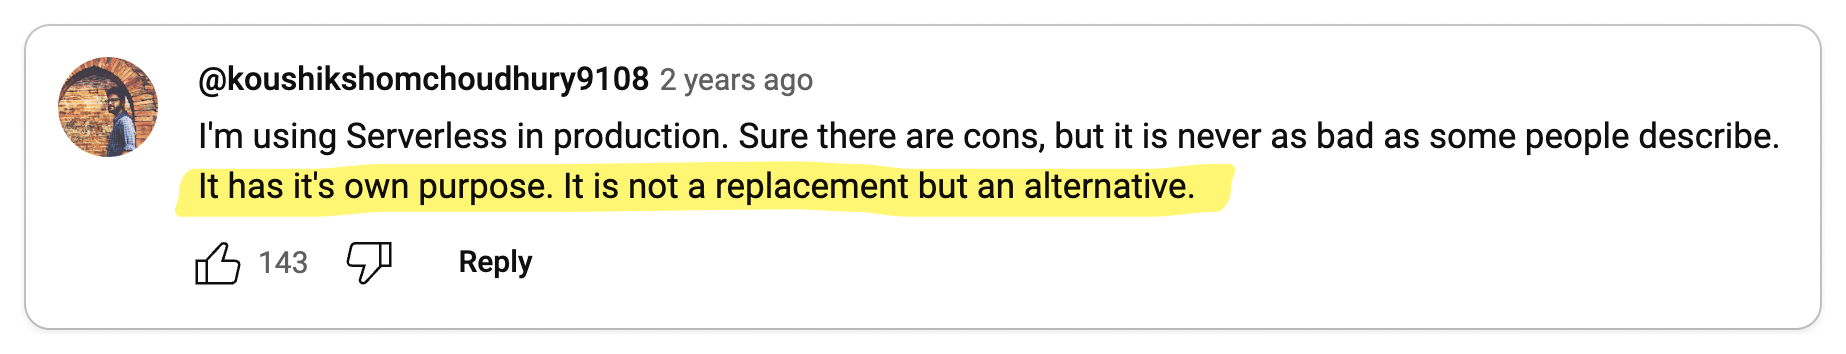 @koushikshomchoudhury9108 2 years ago
I'm using Serverless in production. Sure there are cons, but it is never as bad as some people describe.
It has it's own purpose. It is not a replacement but an alternative.
143 Reply